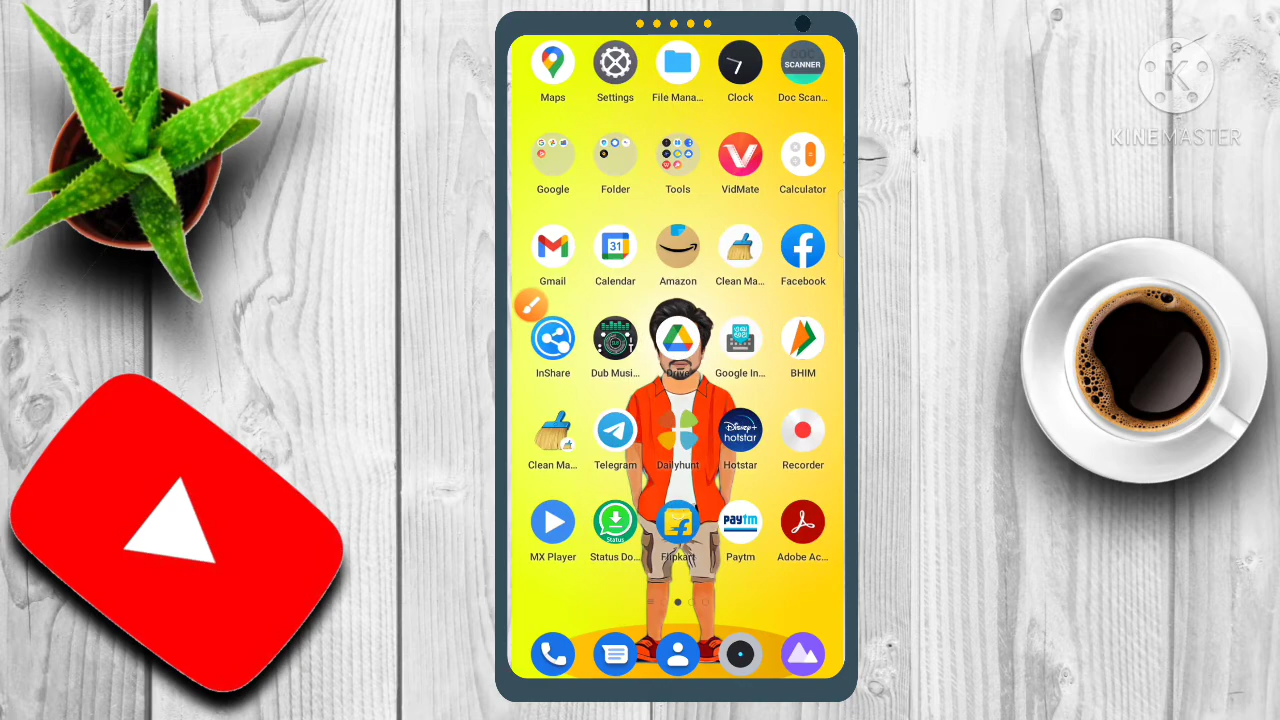 KINEMASTER
SCANNER
Maps Settings File Mana... Clock Doc Scan...
Google Folder Tools VidMate Calculator
31
Gmail Calendar Amazon Clean Ma... Facebook
InShare Dub Musi... Drive Google In... BHIM
Disney+
hotstar
Clean Ma... Telegram Dailyhunt Hotstar Recorder
Paytm
Status
MX Player Status Do... Flipkart Paytm Adobe Ac...